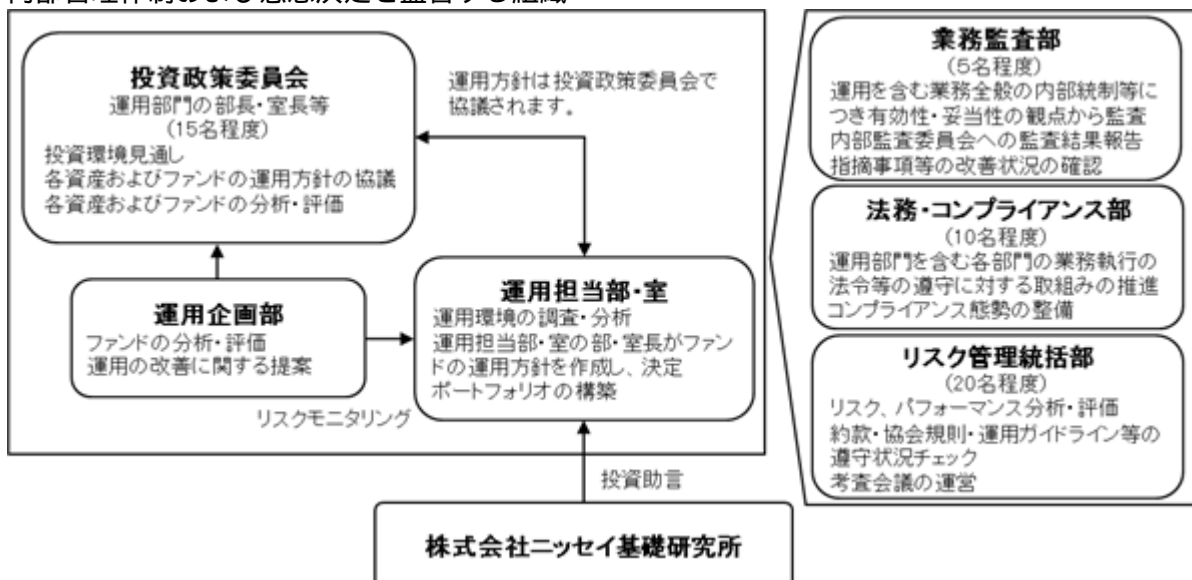 投資政策委員会
運用部門の部長・室長等
(15名程度)
投資環境見通し
各資産およびファンドの運用方針の協議
各資産およびファンドの分析・評価
運用方針は投資政策委員会で
協議されます。
運用企画部
ファンドの分析・評価
運用の改善に関する提案
リスクモニタリング
運用担当部・室
運用環境の調査・分析
運用担当部・室の部・室長がファン
ドの運用方針を作成し、決定
ポートフォリオの構築
投資助言
株式会社ニッセイ基礎研究所
業務監査部
(5名程度)
運用を含む業務全般の内部統制等に
つき有効性・妥当性の観点から監査
内部監査委員会への監査結果報告
指摘事項等の改善状況の確認
法務・コンプライアンス部
(10名程度)
運用部門を含む各部門の業務執行の
法令等の遵守に対する取組みの推進
コンプライアンス態勢の整備
リスク管理統括部
(20名程度)
リスク、パフォーマンス分析・評価
約款・協会規則・運用ガイドライン等の
遵守状況チェック
考査会議の運営